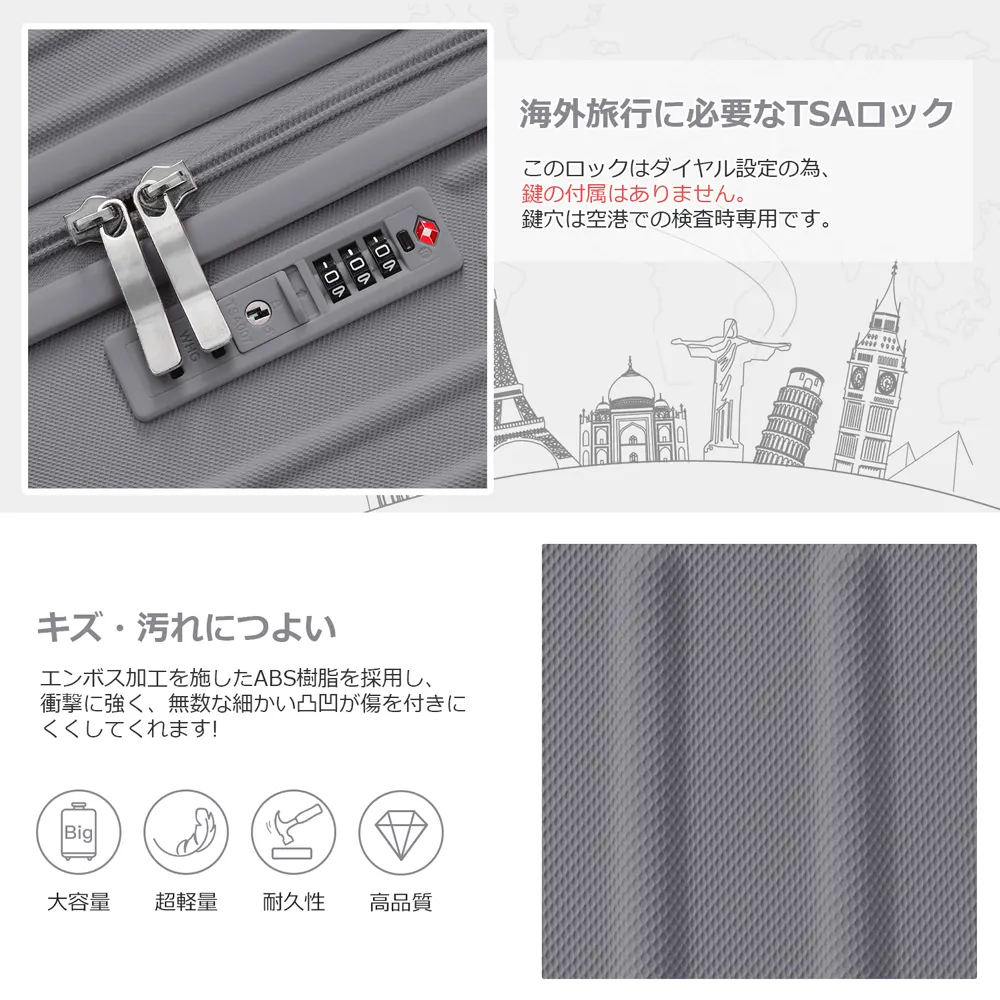 海外旅行に必要なTSAロック
このロックはダイヤル設定の為、
鍵の付属はありません。
鍵穴は空港での検査時専用です。
キズ・汚れにつよい
エンボス加工を施したABS樹脂を採用し、
衝撃に強く、無数な細かい凸凹が傷を付きに
くくしてくれます!
Big
大容量
超軽量
耐久性
高品質